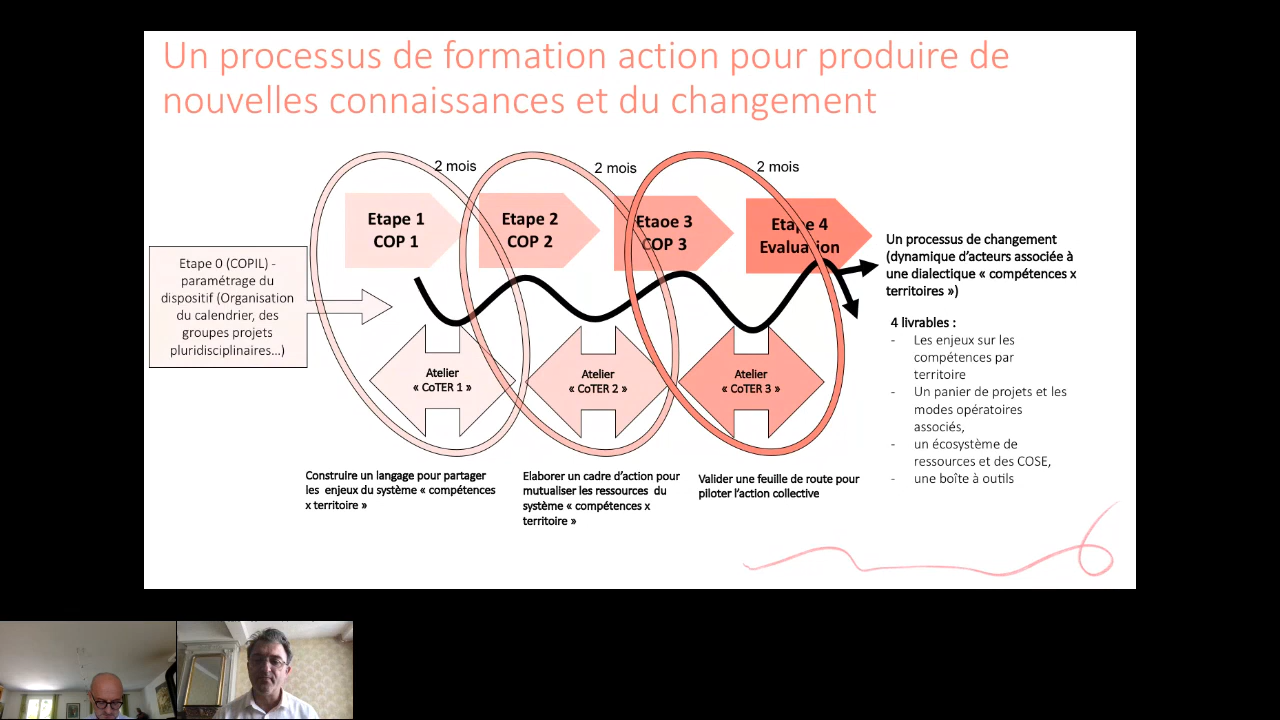 Un processus de formation action pour produire de
nouvelles connaissances et du changement
2 mois
2 mois
2 mois
Etape 1
COP 1
Etape 2
COP 2
Etaoe 3
COP 3
Etape 4
Evaluation
Etape 0 (COPIL) -
paramétrage du
dispositif (Organisation
du calendrier, des
groupes projets
pluridisciplinaires…)
Atelier
« CoTER 1 »
Atelier
« CoTER 2 »
Atelier
« CoTER 3 »
Construire un langage pour partager
les enjeux du système « compétences
x territoire »
Elaborer un cadre d’action pour
mutualiser les ressources du
système « compétences x
territoire »
Valider une feuille de route pour
piloter l’action collective
Un processus de changement
(dynamique d’acteurs associée à
une dialectique « compétences x
territoires »)
4 livrables :
- Les enjeux sur les
compétences par
territoire
- Un panier de projets et les
modes opératoires
associés,
- un écosystème de
ressources et des COSE,
- une boîte à outils